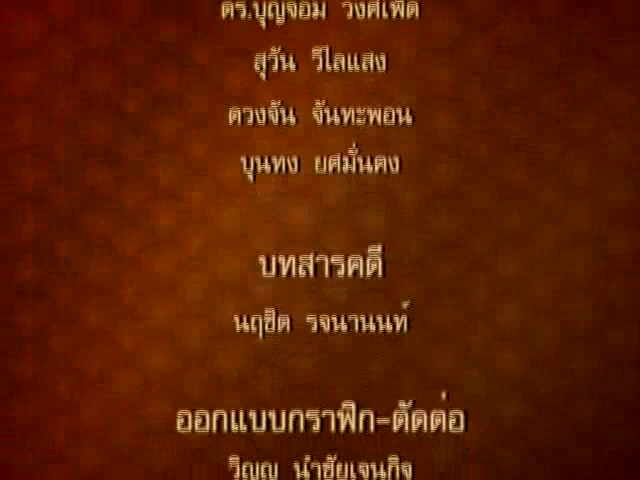 ดร.บุญจอม วงศ์เพ็ด
สุวัน วิไลแสง
ดวงจัน จันทะพอน
บุนทง ยศมั่นคง
บทสารคดี
นฤชิต รจนานนท์
ออกแบบกราฟิก-ตัดต่อ
วิญญ นำชัยเจนกิจ